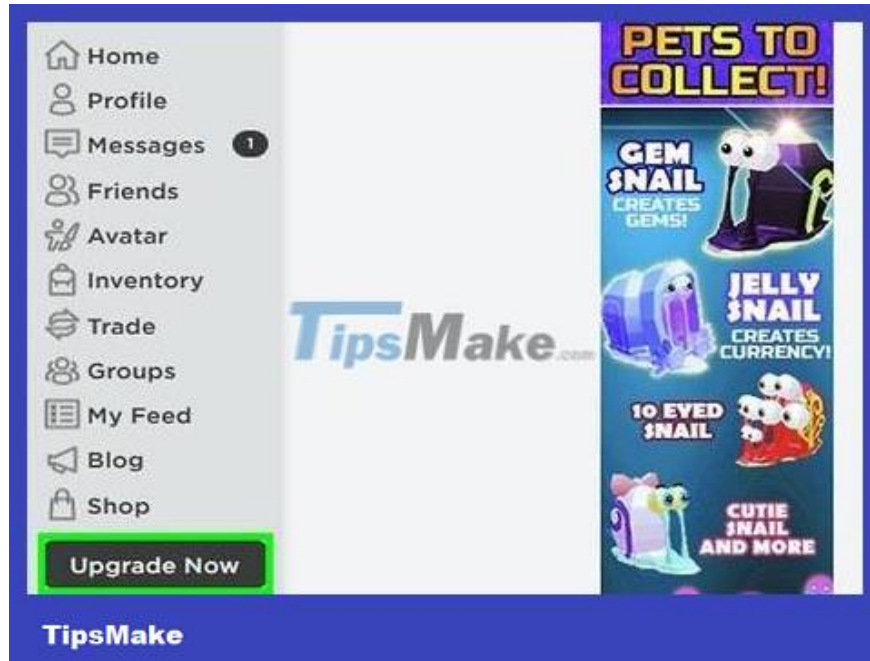 Home
Profile
Messages 1
Friends
Avatar
Inventory
Trade
Groups
My Feed
Blog
Shop
Upgrade Now
PETS TO
COLLECT!
GEM
SNAIL
CREATES
GEMS!
JELLY
SNAIL
CREATES
CURRENCY!
10 EYED
SNAIL
CUTIE
SNAIL
AND MORE
TipsMake.com
TipsMake